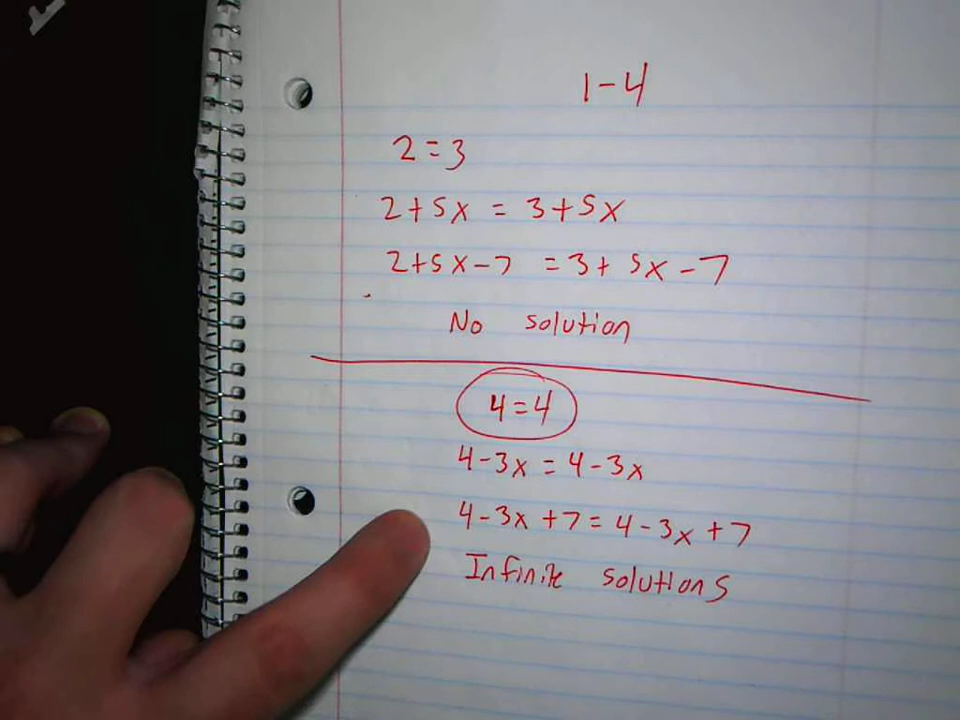 1-4
2=3
2+5x = 3+5x
2+5x-7 = 3+ 5x-7
No solution
4=4
4-3x=4-3x
4-3x+7=4-3x+7
Infinite solutions